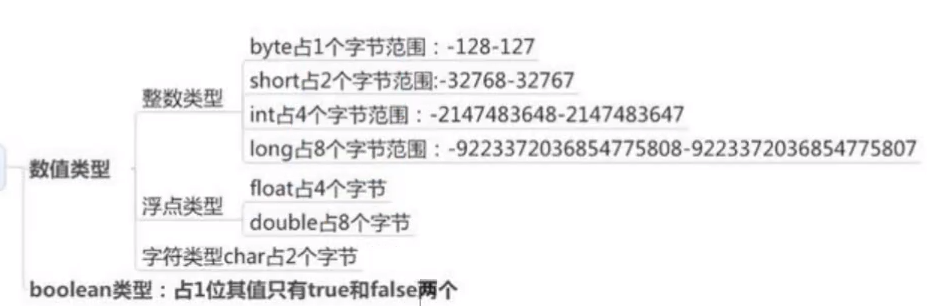 byte占1个字节范围：-128-127
short占2个字节范围:-32768-32767
整数类型
int占4个字节范围：-2147483648-2147483647
long占8个字节范围：-9223372036854775808-9223372036854775807
数值类型
float占4个字节
浮点类型
double占8个字节
字符类型char占2个字节
boolean类型：占1位其值只有true和false两个